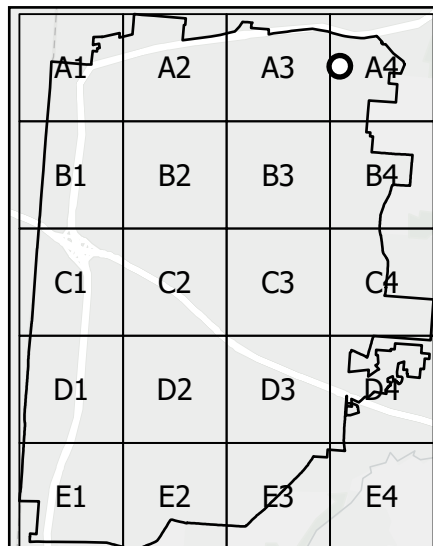 A1 A2 A3 A4
B1 B2 B3 B4
C1 C2 C3 C4
D1 D2 D3 D4
E1 E2 E3 E4